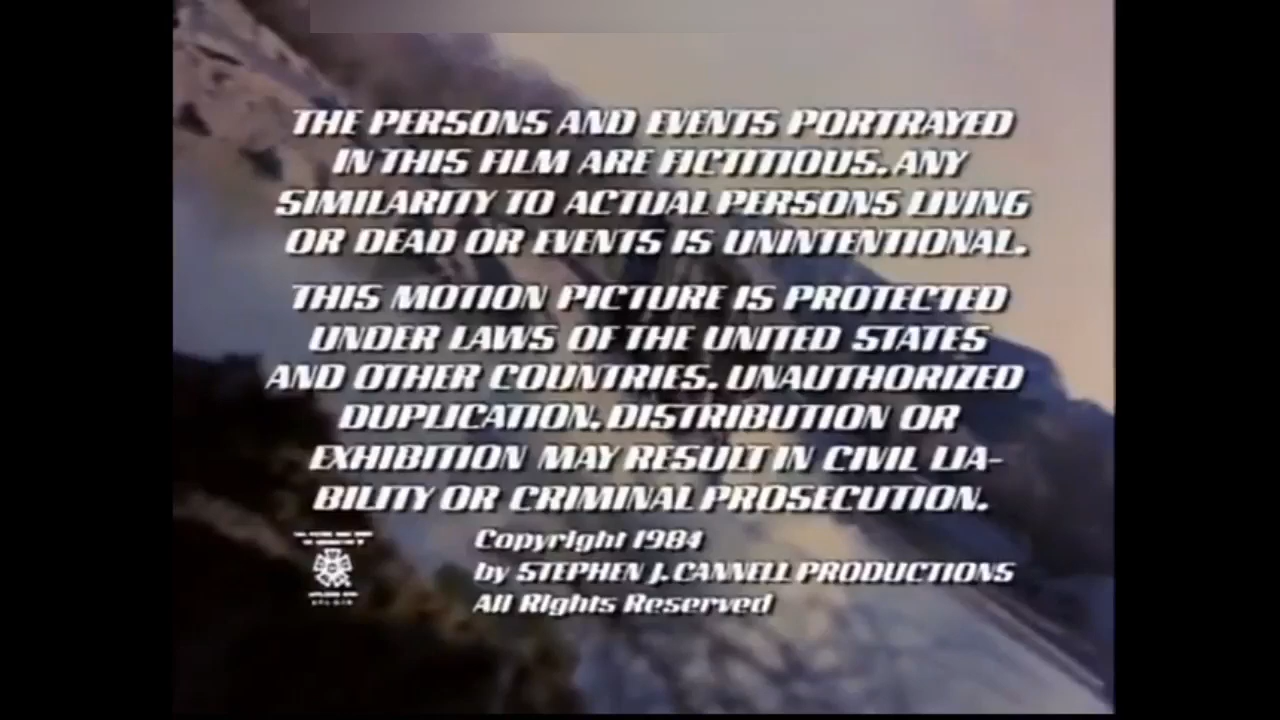 THE PERSONS AND EVENTS PORTRAYED
IN THIS FILM ARE FICTITIOUS. ANY
SIMILARITY TO ACTUAL PERSONS LIVING
OR DEAD OR EVENTS IS UNINTENTIONAL.
THIS MOTION PICTURE IS PROTECTED
UNDER LAWS OF THE UNITED STATES
AND OTHER COUNTRIES. UNAUTHORIZED
DUPLICATION, DISTRIBUTION OR
EXHIBITION MAY RESULT IN CIVIL LIA-
BILITY OR CRIMINAL PROSECUTION.
Copyright 1984
by STEPHEN J. CANNELL PRODUCTIONS
All Rights Reserved